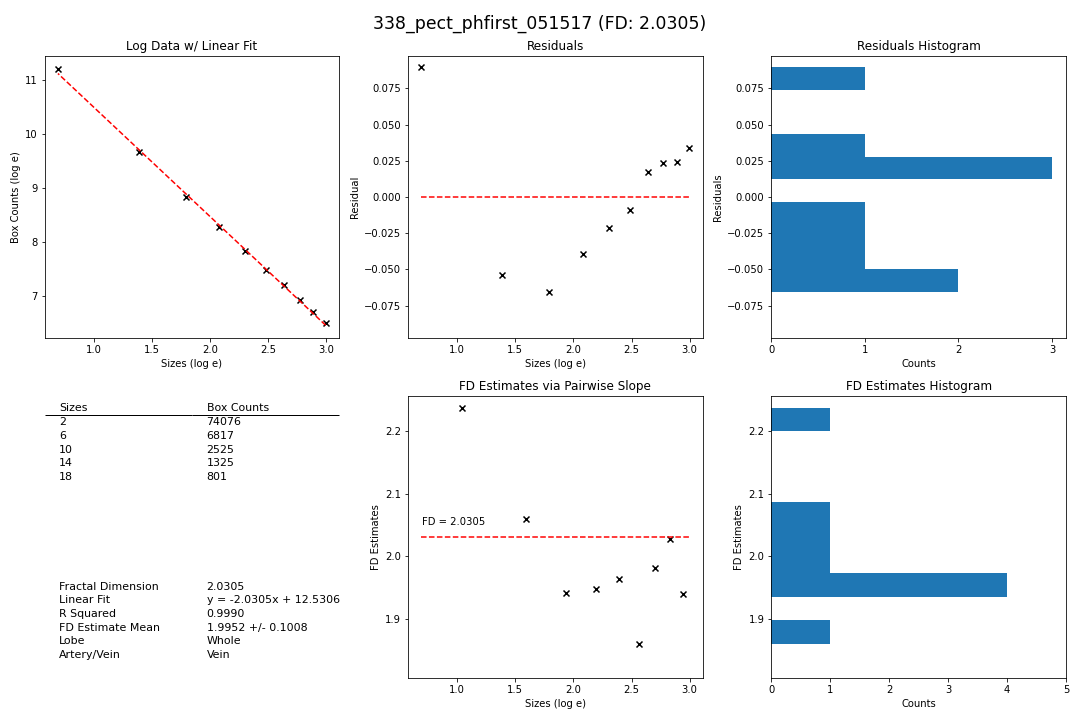 338_pect_phfirst_051517 (FD: 2.0305)
Log Data w/ Linear Fit
11
10
9
8
7
Box Counts (log e)
1.0 1.5 2.0 2.5 3.0
Sizes (log e)
Residuals
0.075
0.050
0.025
0.000
−0.025
−0.050
−0.075
Residual
1.0 1.5 2.0 2.5 3.0
Sizes (log e)
Residuals Histogram
0.075
0.050
0.025
0.000
−0.025
−0.050
−0.075
Residuals
0 1 2 3
Counts
Sizes Box Counts
2 74076
6 6817
10 2525
14 1325
18 801
Fractal Dimension 2.0305
Linear Fit y = -2.0305x + 12.5306
R Squared 0.9990
FD Estimate Mean 1.9952 +/- 0.1008
Lobe Whole
Artery/Vein Vein
FD Estimates via Pairwise Slope
2.2
2.1
2.0
1.9
FD Estimates
FD = 2.0305
1.0 1.5 2.0 2.5 3.0
Sizes (log e)
FD Estimates Histogram
2.2
2.1
2.0
1.9
FD Estimates
0 1 2 3 4 5
Counts